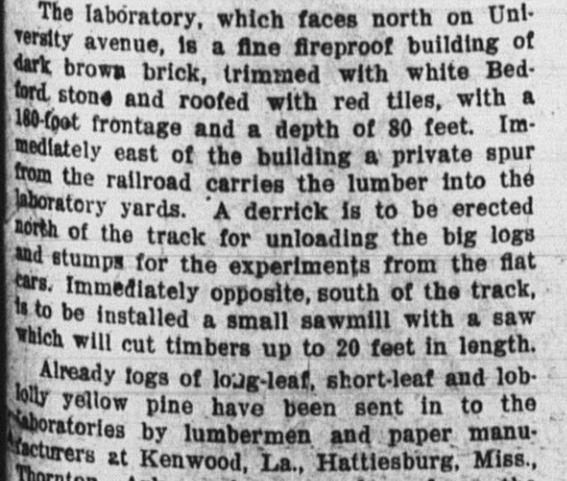 The laboratory, which faces north on Uni-
versity avenue, is a fine fireproof building of
dark brown brick, trimmed with white Bed-
ford stone and roofed with red tiles, with a
180-foot frontage and a depth of 80 feet. Im-
mediately east of the building a private spur
from the railroad carries the lumber into the
laboratory yards. A derrick is to be erected
north of the track for unloading the big logs
and stumps for the experiments from the flat
cars. Immediately opposite, south of the track,
is to be installed a small sawmill with a saw
which will cut timbers up to 20 feet in length.
Already logs of long-leaf, short-leaf and lob-
lolly yellow pine have been sent in to the
laboratories by lumbermen and paper manu-
facturers at Kenwood, La., Hattiesburg, Miss.,
Thornton,